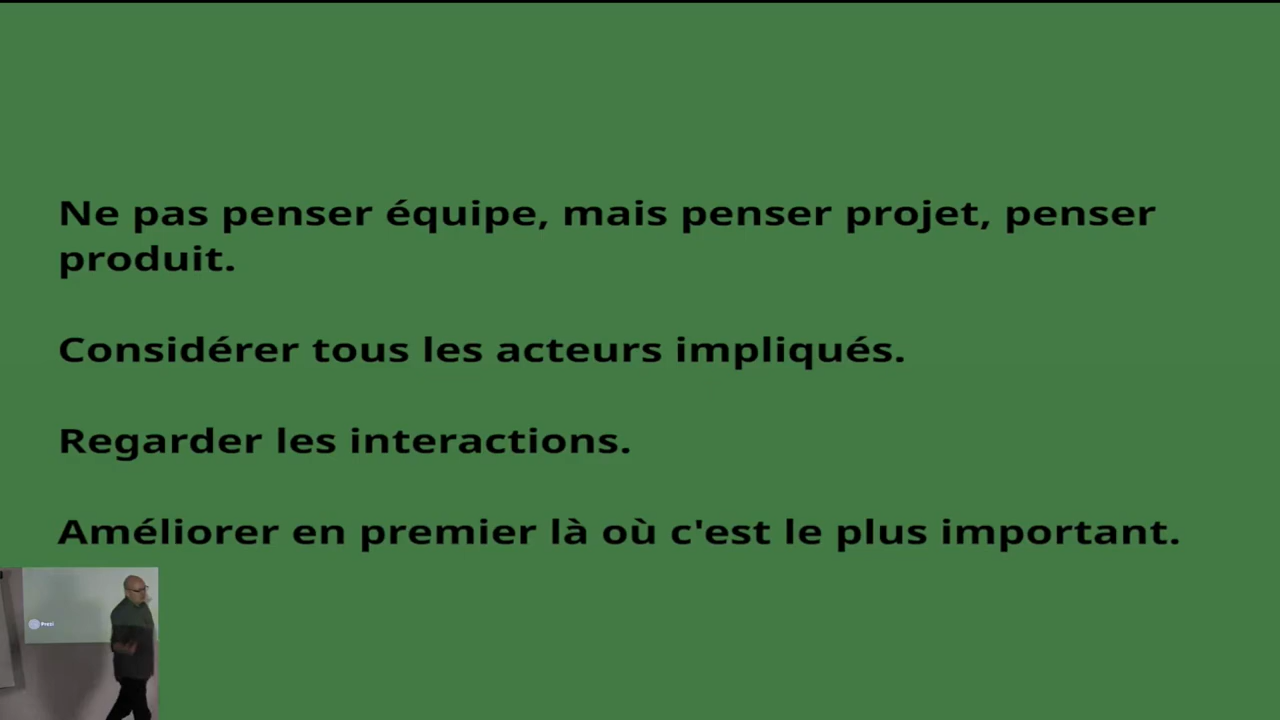 Ne pas penser équipe, mais penser projet, penser
produit.
Considérer tous les acteurs impliqués.
Regarder les interactions.
Améliorer en premier là où c'est le plus important.
Prezi